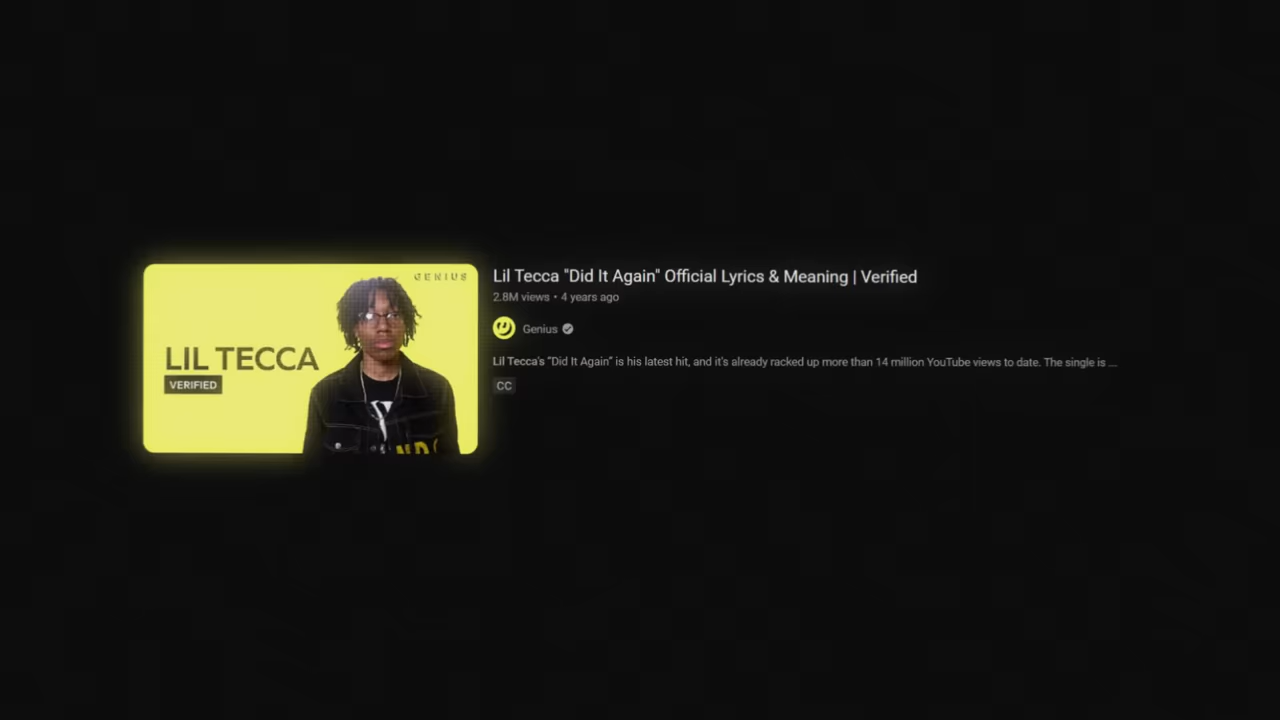 GENIUS
LIL TECCA
VERIFIED
Lil Tecca "Did It Again" Official Lyrics & Meaning | Verified
2.8M views • 4 years ago
Genius
Lil Tecca's "Did It Again" is his latest hit, and it's already racked up more than 14 million YouTube views to date. The single is ...
CC